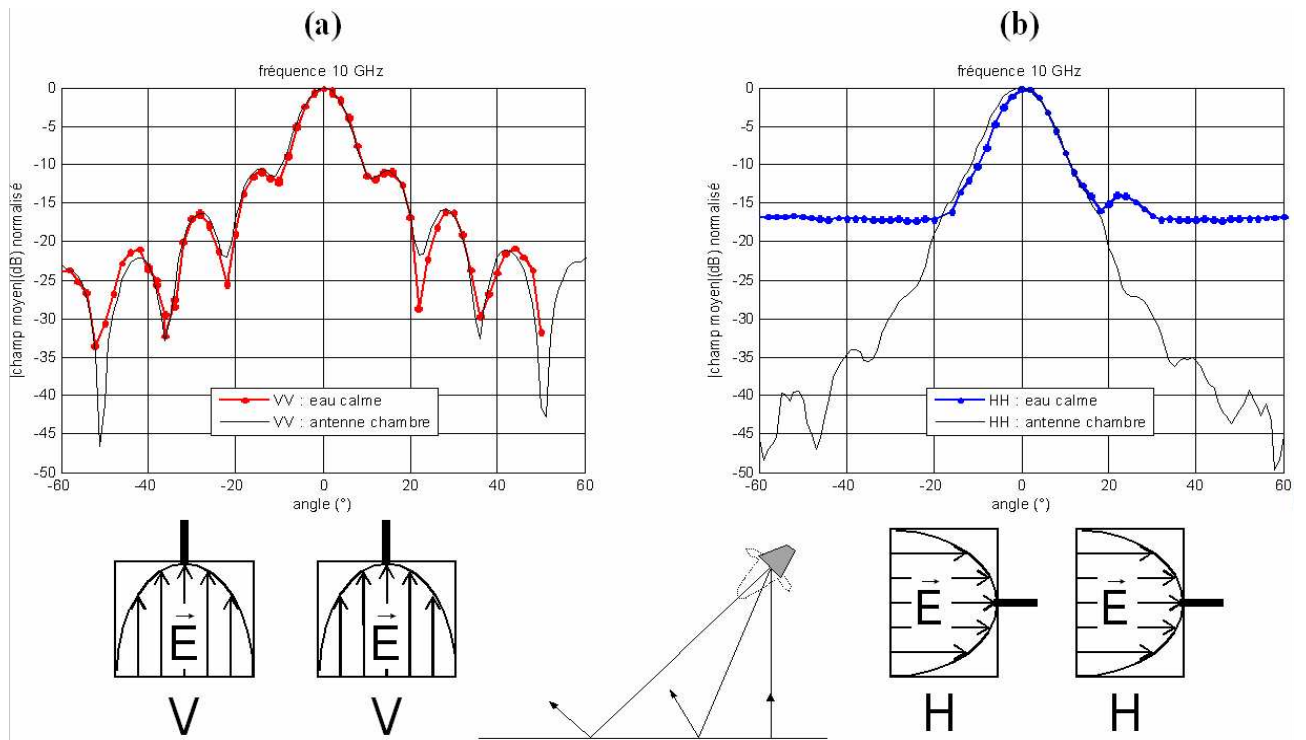 (a)
fréquence 10 GHz
|champ moyen|(dB) normalisé
0
-5
-10
-15
-20
-25
-30
-35
-40
-45
-50
VV : eau calme
VV : antenne chambre
-60
-40
-20
0
20
40
60
angle (°)
(b)
fréquence 10 GHz
|champ moyen|(dB) normalisé
0
-5
-10
-15
-20
-25
-30
-35
-40
-45
-50
HH : eau calme
HH : antenne chambre
-60
-40
-20
0
20
40
60
angle (°)
E
E
E
E
V
V
H
H